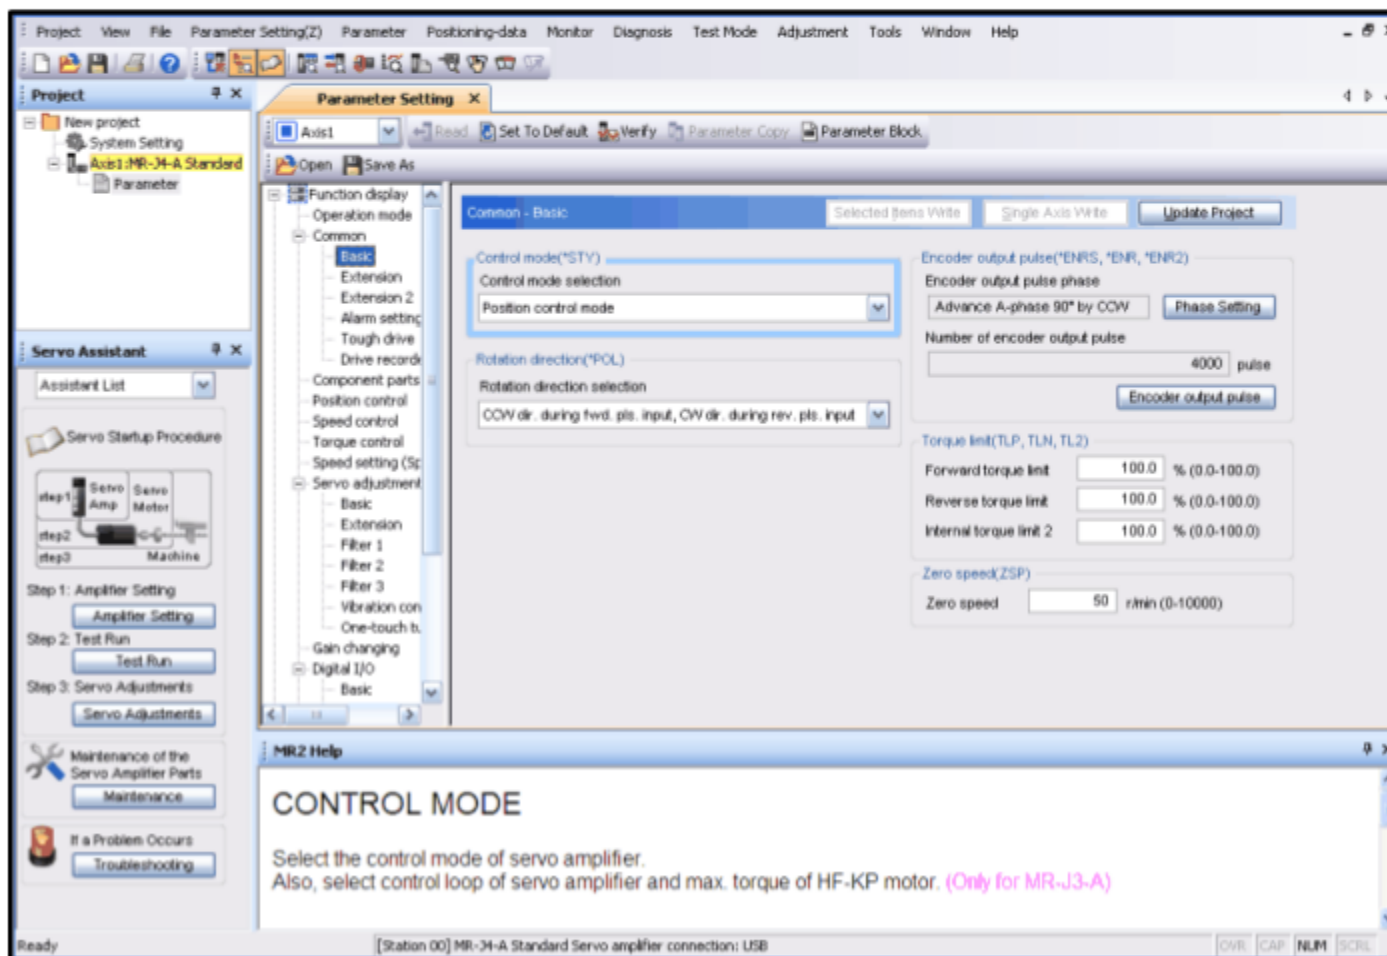 Project View File Parameter Setting(Z) Parameter Positioning-data Monitor Diagnosis Test Mode Adjustment Tools Window Help
Project
New project
System Setting
Axis1:MR-J4-A Standard
Parameter
Servo Assistant
Assistant List
Servo Startup Procedure
step1 Servo Amp Servo Motor
step2
step3 Machine
Step 1: Amplifier Setting
Amplifier Setting
Step 2: Test Run
Test Run
Step 3: Servo Adjustments
Servo Adjustments
Maintenance of the
Servo Amplifier Parts
Maintenance
If a Problem Occurs
Troubleshooting
Parameter Setting
Axis1 Read Set To Default Verify Parameter Copy Parameter Block
Open Save As
Function display
Operation mode
Common
Basic
Extension
Extension 2
Alarm setting
Tough drive
Drive recorde
Component parts
Position control
Speed control
Torque control
Speed setting (Sp
Servo adjustment
Basic
Extension
Filter 1
Filter 2
Filter 3
Vibration con
One-touch tu
Gain changing
Digital I/O
Basic
Common - Basic Selected Items Write Single Axis Write Update Project
Control mode(*STY)
Control mode selection
Position control mode
Rotation direction(*POL)
Rotation direction selection
CCW dir. during fwd. pls. input, CW dir. during rev. pls. input
Encoder output pulse(*ENRS, *ENR, *ENR2)
Encoder output pulse phase
Advance A-phase 90° by CCW Phase Setting
Number of encoder output pulse
4000 pulse
Encoder output pulse
Torque limit(TLP, TLN, TL2)
Forward torque limit 100.0 % (0.0-100.0)
Reverse torque limit 100.0 % (0.0-100.0)
Internal torque limit 2 100.0 % (0.0-100.0)
Zero speed(ZSP)
Zero speed 50 r/min (0-10000)
MR2 Help
CONTROL MODE
Select the control mode of servo amplifier.
Also, select control loop of servo amplifier and max. torque of HF-KP motor. (Only for MR-J3-A)
Ready [Station 00] MR-J4-A Standard Servo amplifier connection: USB OVR CAP NUM SCRL